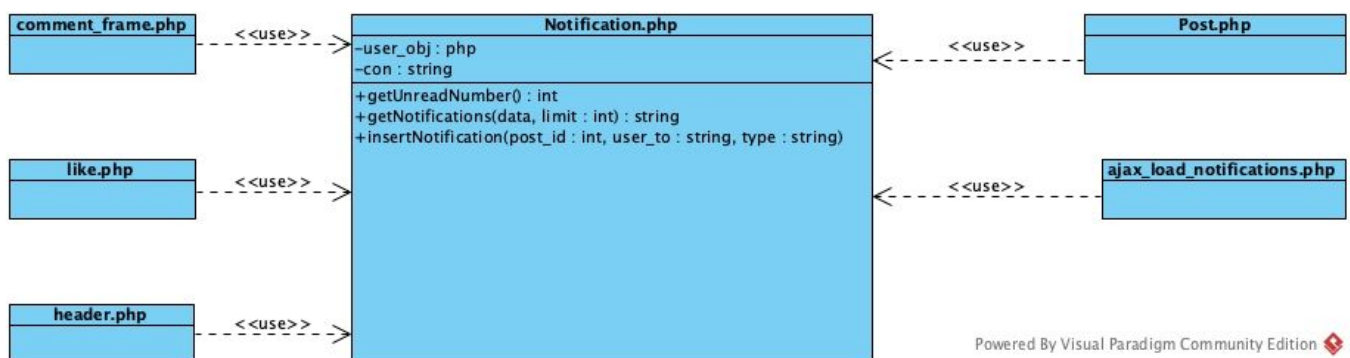 comment_frame.php
<<use>>
Notification.php
-user_obj : php
-con : string
+getUnreadNumber() : int
+getNotifications(data, limit : int) : string
+insertNotification(post_id : int, user_to : string, type : string)
<<use>>
Post.php
like.php
<<use>>
<<use>>
ajax_load_notifications.php
header.php
<<use>>
Powered By Visual Paradigm Community Edition